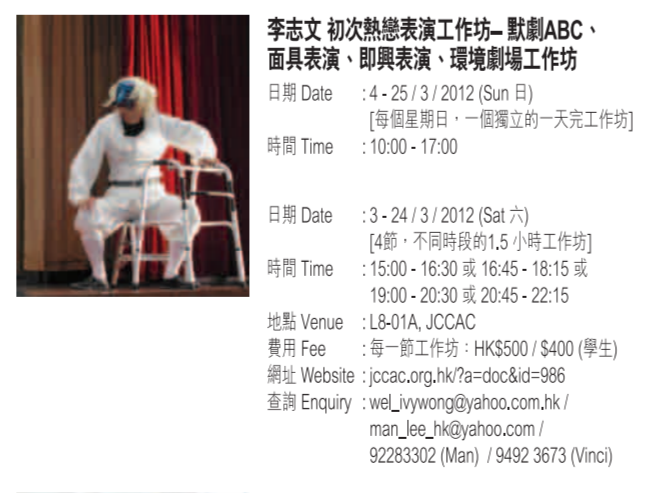 李志文 初次熱戀表演工作坊– 默劇ABC、
面具表演、即興表演、環境劇場工作坊
日期 Date : 4 - 25 / 3 / 2012 (Sun 日)
[每個星期日，一個獨立的一天完工作坊]
時間 Time : 10:00 - 17:00
日期 Date : 3 - 24 / 3 / 2012 (Sat 六)
[4節，不同時段的1.5 小時工作坊]
時間 Time : 15:00 - 16:30 或 16:45 - 18:15 或
19:00 - 20:30 或 20:45 - 22:15
地點 Venue : L8-01A, JCCAC
費用 Fee : 每一節工作坊：HK$500 / $400 (學生)
網址 Website : jccac.org.hk/?a=doc&id=986
查詢 Enquiry : wel_ivywong@yahoo.com.hk /
man_lee_hk@yahoo.com /
92283302 (Man) / 9492 3673 (Vinci)